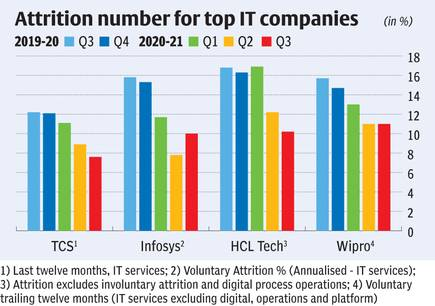 Attrition number for top IT companies (in %)
2019-20 Q3 Q4 2020-21 Q1 Q2 Q3
18
16
14
12
10
8
6
4
2
0
TCS¹ Infosys² HCL Tech³ Wipro⁴
1) Last twelve months, IT services; 2) Voluntary Attrition % (Annualised - IT services);
3) Attrition excludes involuntary attrition and digital process operations; 4) Voluntary
trailing twelve months (IT services excluding digital, operations and platform)